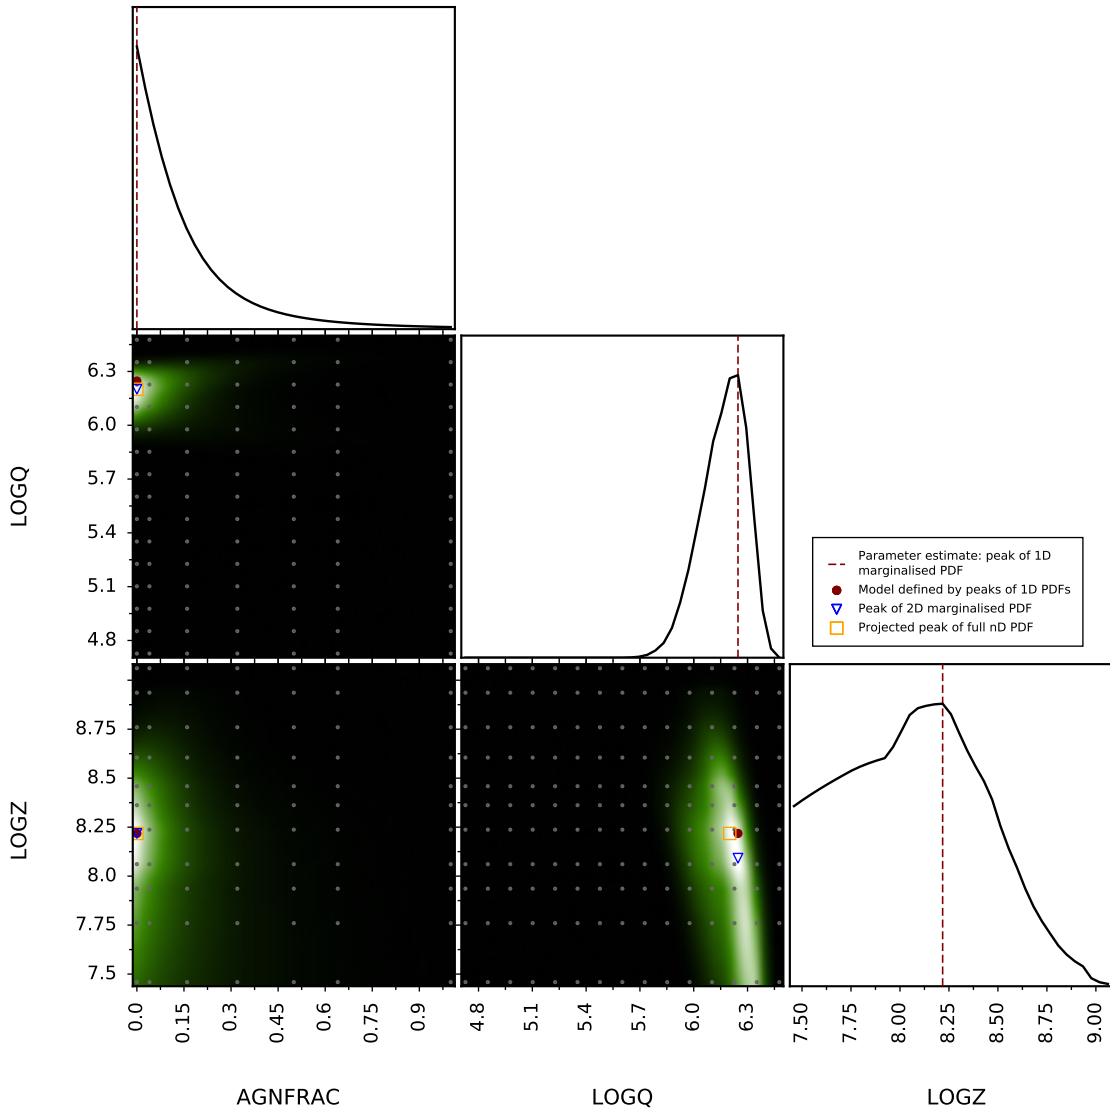 6.3
6.0
5.7
5.4
5.1
4.8
LOGQ
Parameter estimate: peak of 1D
marginalised PDF
Model defined by peaks of 1D PDFs
Peak of 2D marginalised PDF
Projected peak of full nD PDF
8.75
8.5
8.25
8.0
7.75
7.5
LOGZ
0.0 0.15 0.3 0.45 0.6 0.75 0.9
4.8 5.1 5.4 5.7 6.0 6.3
7.50 7.75 8.00 8.25 8.50 8.75 9.00
AGNFRAC LOGQ LOGZ